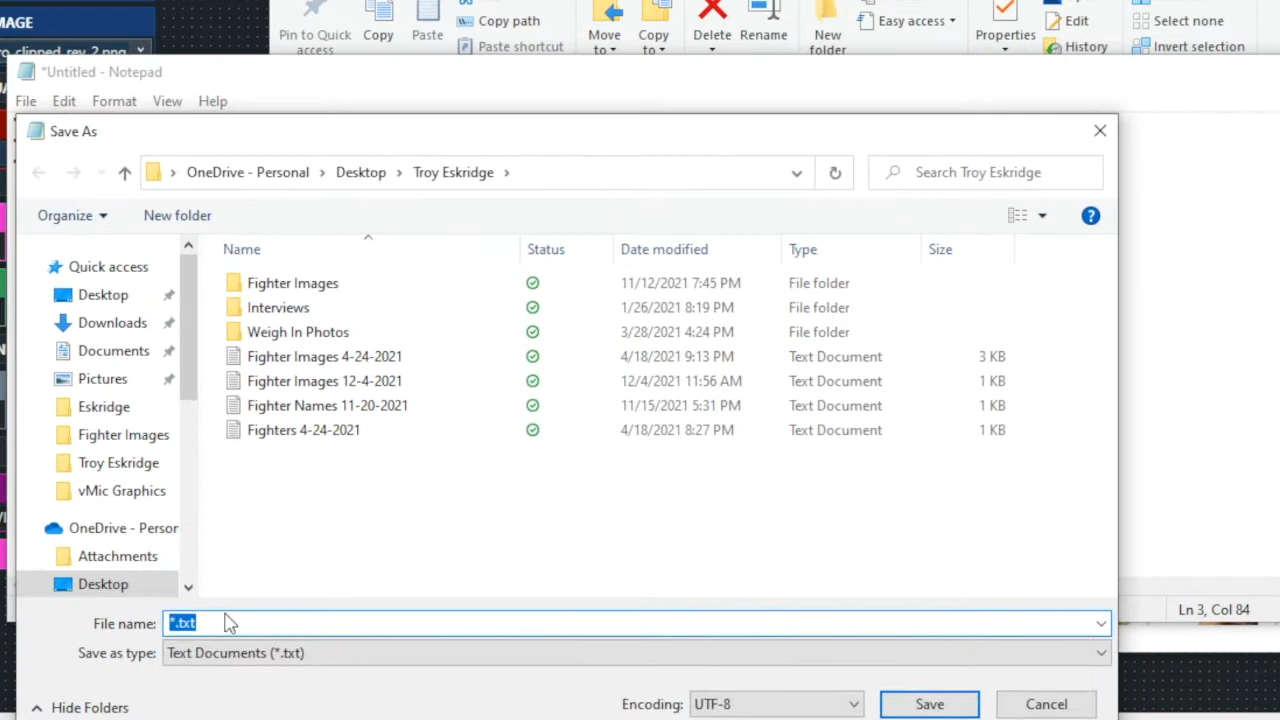 MAGE
ro_clipped_rev_2.png
Pin to Quick access
Copy
Paste
Copy path
Paste shortcut
Move to
Copy to
Delete
Rename
New folder
Easy access
Properties
Edit
History
Select none
Invert selection
*Untitled - Notepad
File Edit Format View Help
Save As
OneDrive - Personal > Desktop > Troy Eskridge >
Search Troy Eskridge
Organize New folder
Name Status Date modified Type Size
Quick access
Desktop
Downloads
Documents
Pictures
Eskridge
Fighter Images
Troy Eskridge
vMic Graphics
OneDrive - Person
Attachments
Desktop
Fighter Images 11/12/2021 7:45 PM File folder
Interviews 1/26/2021 8:19 PM File folder
Weigh In Photos 3/28/2021 4:24 PM File folder
Fighter Images 4-24-2021 4/18/2021 9:13 PM Text Document 3 KB
Fighter Images 12-4-2021 12/4/2021 11:56 AM Text Document 1 KB
Fighter Names 11-20-2021 11/15/2021 5:31 PM Text Document 1 KB
Fighters 4-24-2021 4/18/2021 8:27 PM Text Document 1 KB
Ln 3, Col 84
File name: *.txt
Save as type: Text Documents (*.txt)
Hide Folders
Encoding: UTF-8 Save Cancel